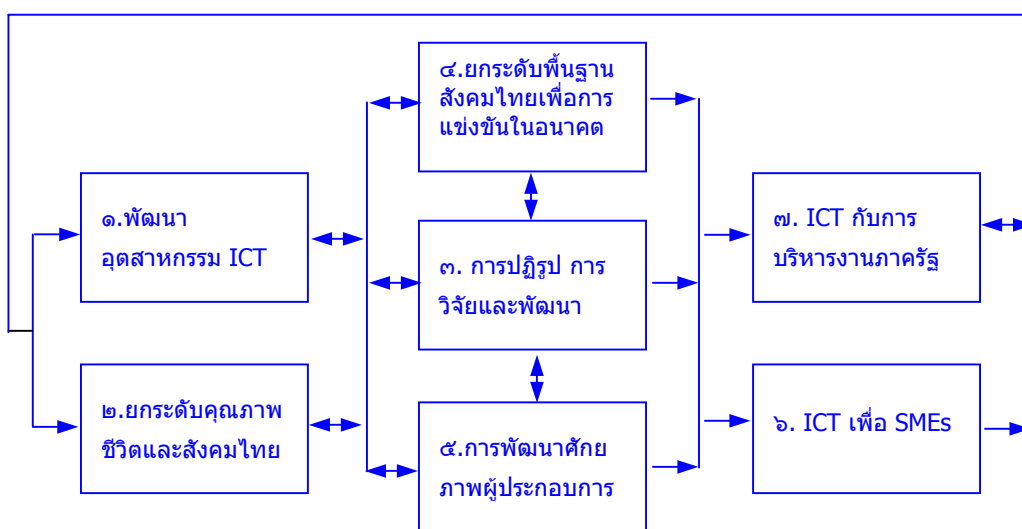 ๔.ยกระดับพื้นฐาน
สังคมไทยเพื่อการ
แข่งขันในอนาคต
๑.พัฒนา
อุตสาหกรรม ICT
๓. การปฏิรูป การ
วิจัยและพัฒนา
๗. ICT กับการ
บริหารงานภาครัฐ
๒.ยกระดับคุณภาพ
ชีวิตและสังคมไทย
๕.การพัฒนาศักย
ภาพผู้ประกอบการ
๖. ICT เพื่อ SMEs